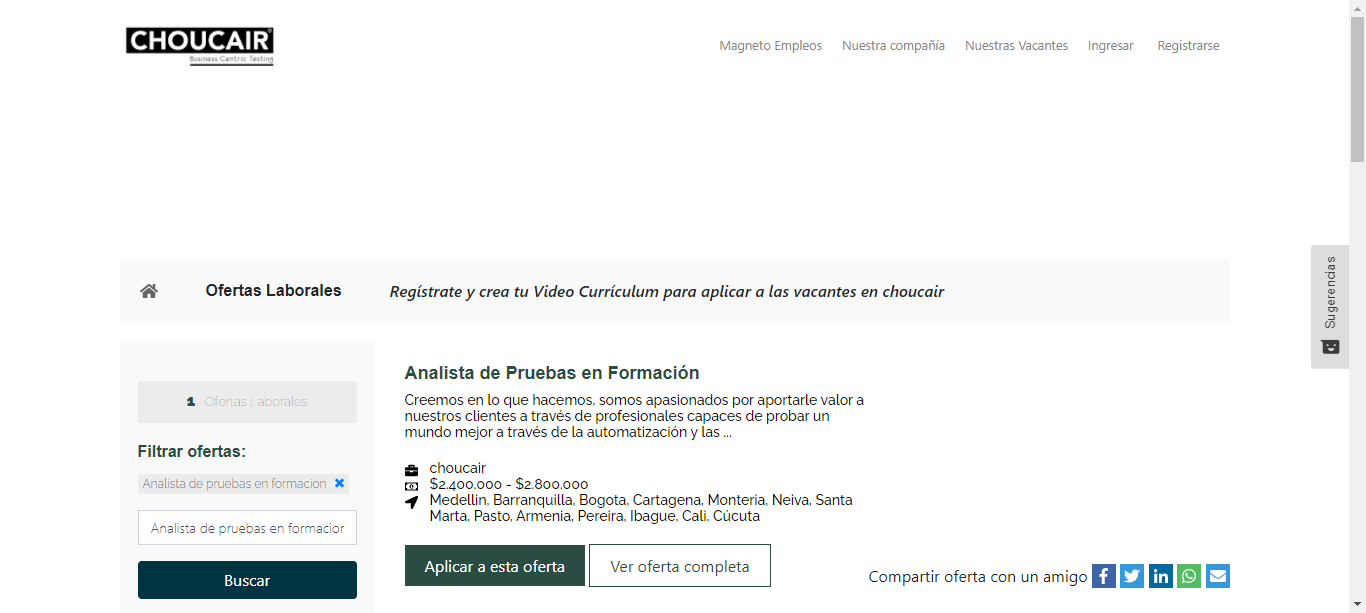 CHOUCAIR®
Business Centric Testing
Magneto Empleos Nuestra compañía Nuestras Vacantes Ingresar Registrarse
Sugerencias
Ofertas Laborales Regístrate y crea tu Video Currículum para aplicar a las vacantes en choucair
1 Ofertas Laborales
Filtrar ofertas:
Analista de pruebas en formacion
Analista de pruebas en formacion
Buscar
Analista de Pruebas en Formación
Creemos en lo que hacemos, somos apasionados por aportarle valor a
nuestros clientes a través de profesionales capaces de probar un
mundo mejor a través de la automatización y las ...
choucair
$2.400.000 - $2.800.000
Medellin, Barranquilla, Bogota, Cartagena, Monteria, Neiva, Santa
Marta, Pasto, Armenia, Pereira, Ibague, Cali, Cúcuta
Aplicar a esta oferta Ver oferta completa
Compartir oferta con un amigo